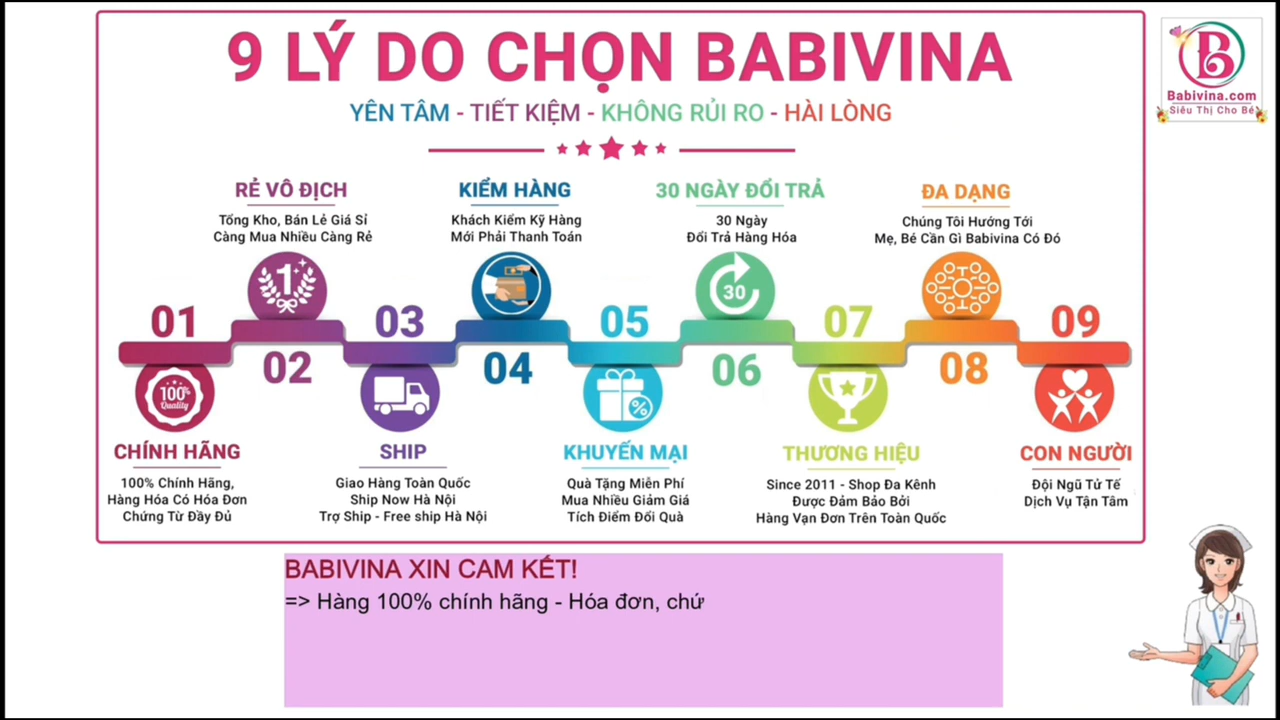 9 LÝ DO CHỌN BABIVINA
YÊN TÂM - TIẾT KIỆM - KHÔNG RỦI RO - HÀI LÒNG
B
Babivina.com
Siêu Thị Cho Bé
01
100%
Quality
CHÍNH HÃNG
100% Chính Hãng,
Hàng Hóa Có Hóa Đơn
Chứng Từ Đầy Đủ
RẺ VÔ ĐỊCH
Tổng Kho, Bán Lẻ Giá Sỉ
Càng Mua Nhiều Càng Rẻ
1
02
03
SHIP
Giao Hàng Toàn Quốc
Ship Now Hà Nội
Trợ Ship - Free ship Hà Nội
KIỂM HÀNG
Khách Kiểm Kỹ Hàng
Mới Phải Thanh Toán
04
05
%
KHUYẾN MẠI
Quà Tặng Miễn Phí
Mua Nhiều Giảm Giá
Tích Điểm Đổi Quà
30 NGÀY ĐỔI TRẢ
30 Ngày
Đổi Trả Hàng Hóa
30
06
07
THƯƠNG HIỆU
Since 2011 - Shop Đa Kênh
Được Đảm Bảo Bởi
Hàng Vạn Đơn Trên Toàn Quốc
ĐA DẠNG
Chúng Tôi Hướng Tới
Mẹ, Bé Cần Gì Babivina Có Đó
08
09
CON NGƯỜI
Đội Ngũ Tử Tế
Dịch Vụ Tận Tâm
BABIVINA XIN CAM KẾT!
=> Hàng 100% chính hãng - Hóa đơn, chứ